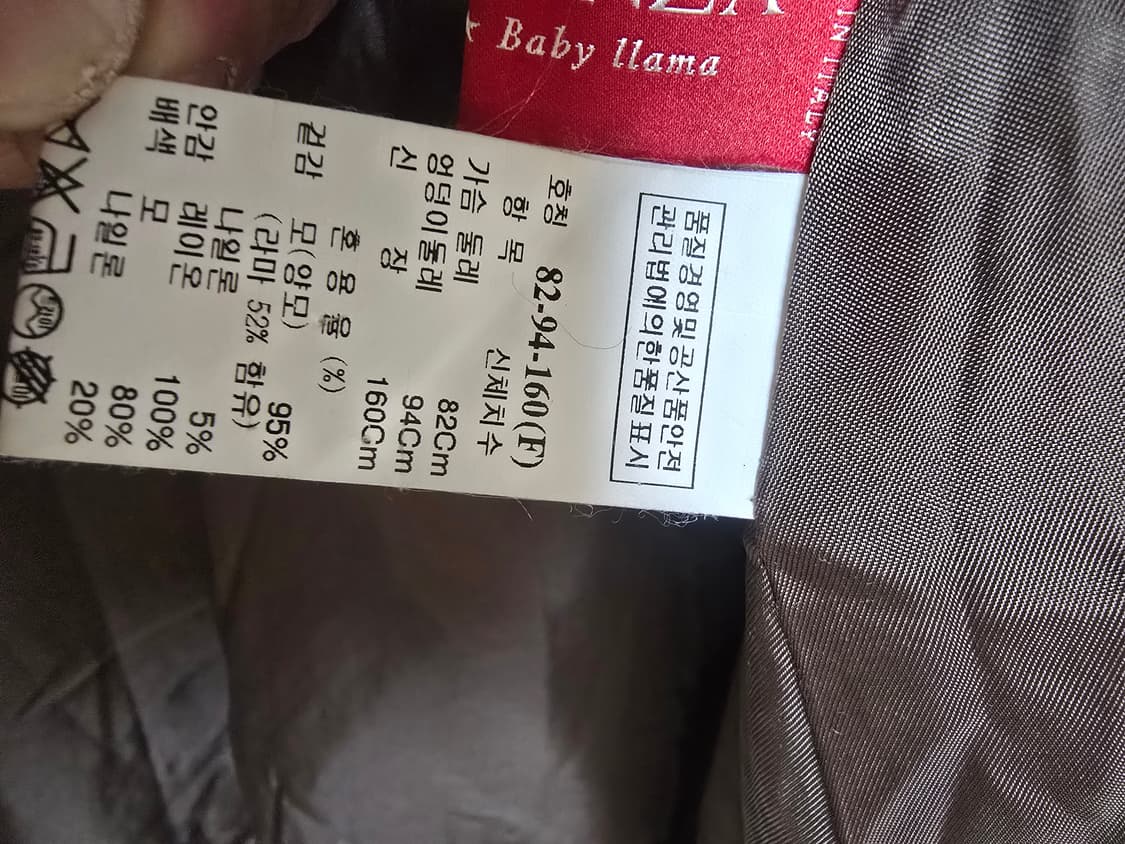 Baby llama
IN ITALY
품질경영및공산품안전
관리법에의한품질표시
호칭 82-94-160(F)
항 목 신체치수
가슴 둘레 82Cm
엉덩이둘레 94Cm
신 장 160Cm
혼 용 율 (%)
겉감 모(양모) 95%
(라마 52% 함유)
나일론 5%
안감 레이온 100%
배색 모 80%
나일론 20%